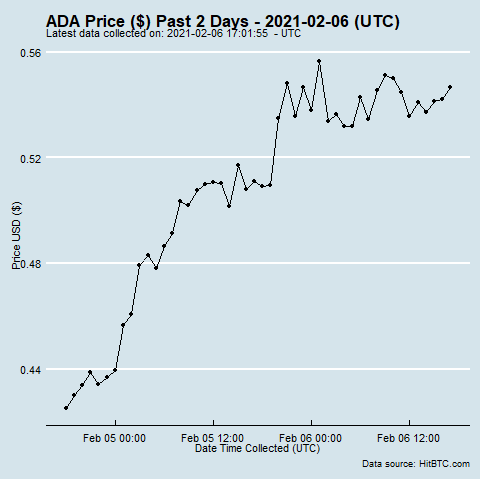 ADA Price ($) Past 2 Days - 2021-02-06 (UTC)
Latest data collected on: 2021-02-06 17:01:55 - UTC
0.56
0.52
0.48
0.44
Price USD ($)
Feb 05 00:00 Feb 05 12:00 Feb 06 00:00 Feb 06 12:00
Date Time Collected (UTC)
Data source: HitBTC.com